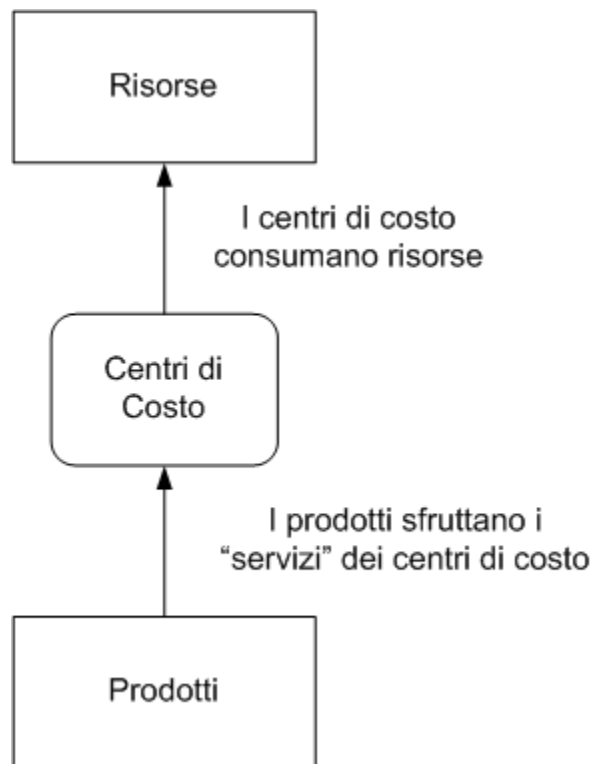 Risorse
I centri di costo
consumano risorse
Centri di
Costo
I prodotti sfruttano i
“servizi” dei centri di costo
Prodotti